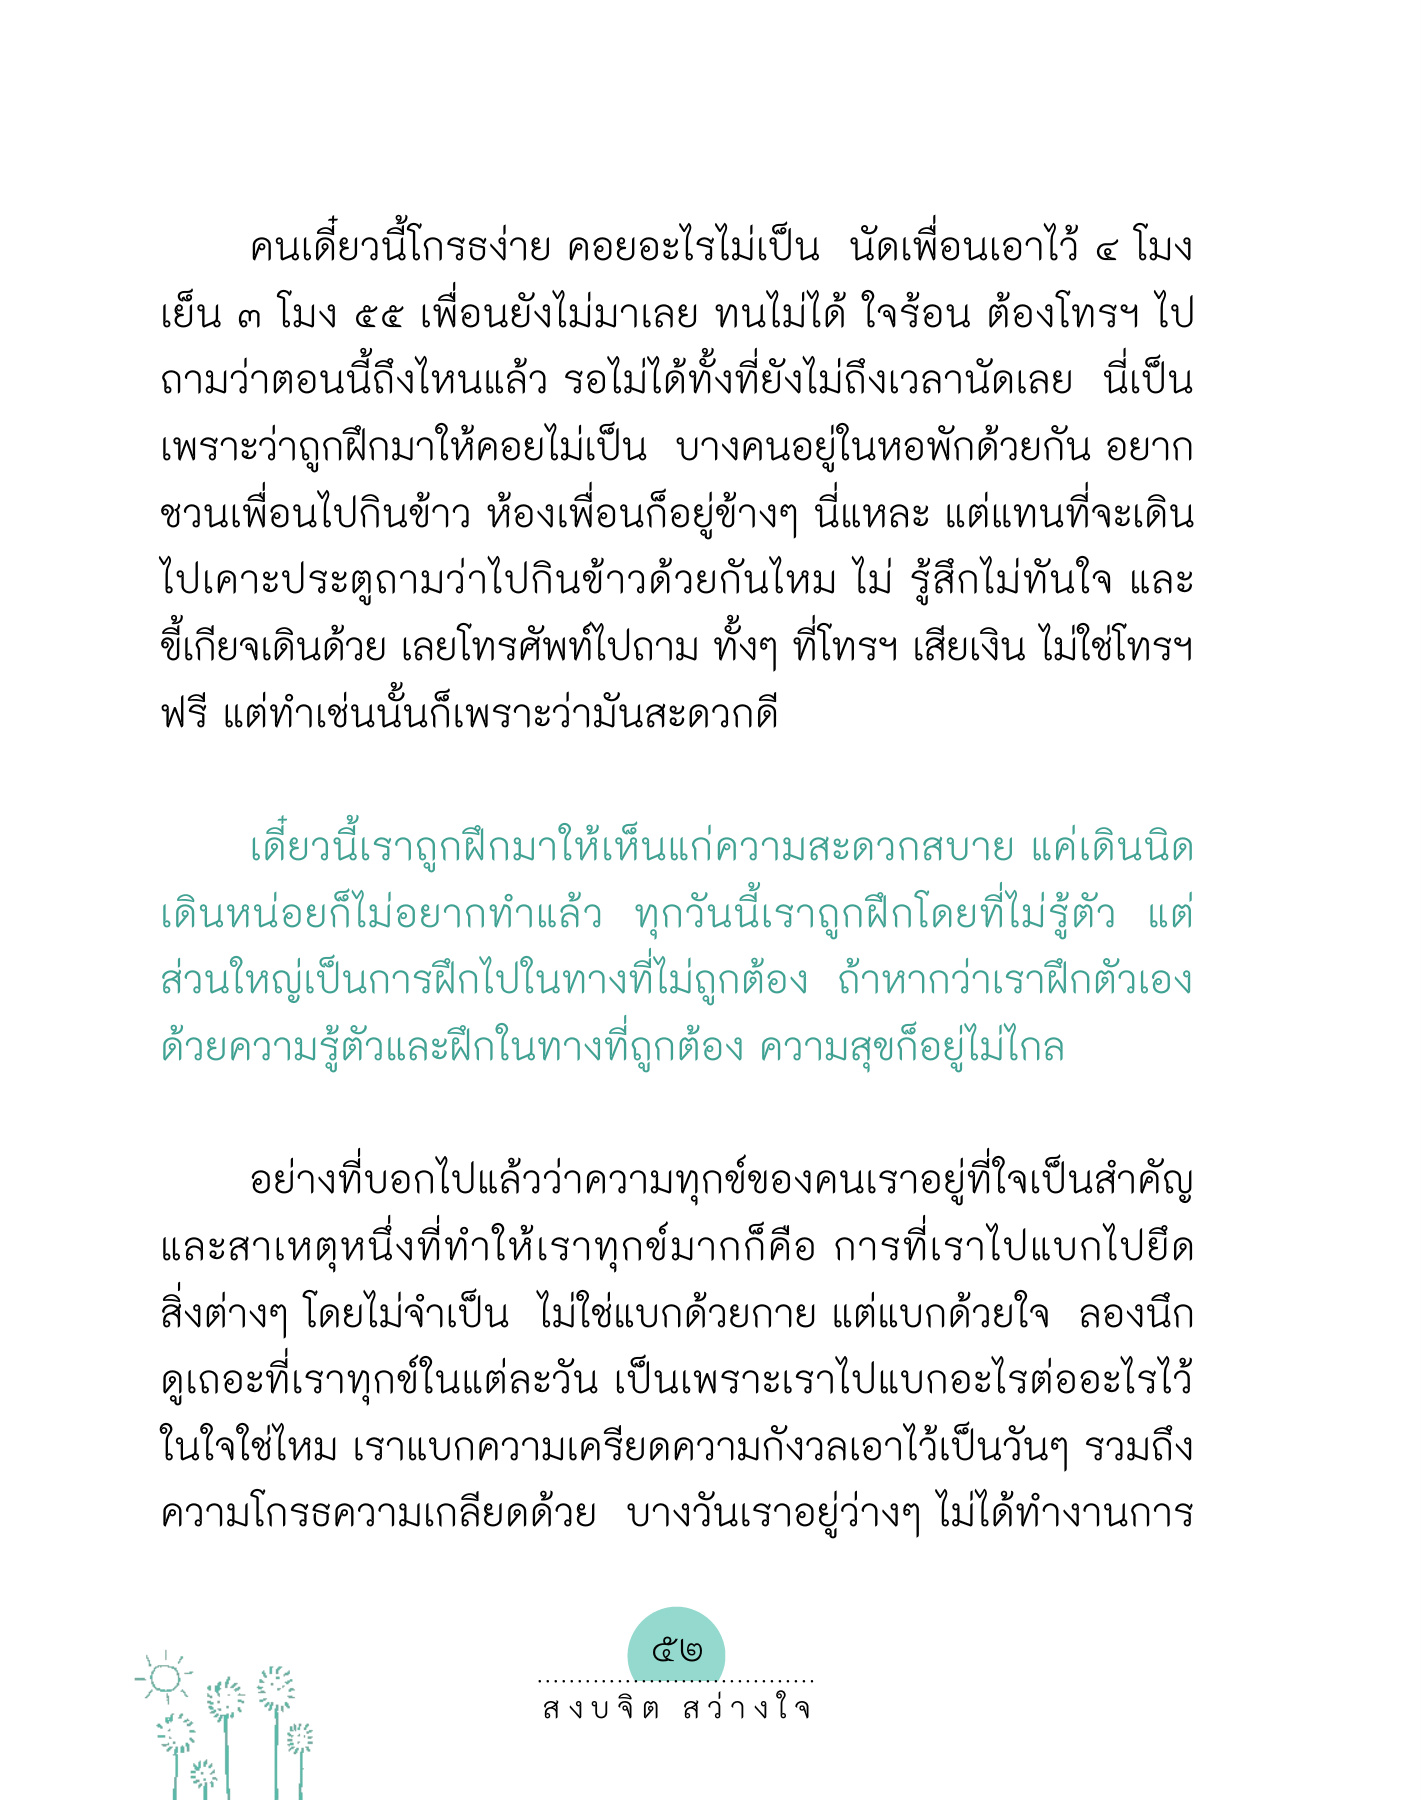 คนเดี๋ยวนี้โกรธง่าย คอยอะไรไม่เป็น  นัดเพื่อนเอาไว้ ๔ โมง
เย็น ๓ โมง ๕๕ เพื่อนยังไม่มาเลย ทนไม่ได้ ใจร้อน ต้องโทรฯ ไป
ถามว่าตอนนี้ถึงไหนแล้ว รอไม่ได้ทั้งที่ยังไม่ถึงเวลานัดเลย  นี่เป็น
เพราะว่าถูกฝึกมาให้คอยไม่เป็น  บางคนอยู่ในหอพักด้วยกัน อยาก
ชวนเพื่อนไปกินข้าว ห้องเพื่อนก็อยู่ข้างๆ นี่แหละ แต่แทนที่จะเดิน
ไปเคาะประตูถามว่าไปกินข้าวด้วยกันไหม ไม่ รู้สึกไม่ทันใจ และ
ขี้เกียจเดินด้วย เลยโทรศัพท์ไปถาม ทั้งๆ ที่โทรฯ เสียเงิน ไม่ใช่โทรฯ
ฟรี แต่ทำเช่นนั้นก็เพราะว่ามันสะดวกดี
เดี๋ยวนี้เราถูกฝึกมาให้เห็นแก่ความสะดวกสบาย แค่เดินนิด
เดินหน่อยก็ไม่อยากทำแล้ว  ทุกวันนี้เราถูกฝึกโดยที่ไม่รู้ตัว  แต่
ส่วนใหญ่เป็นการฝึกไปในทางที่ไม่ถูกต้อง  ถ้าหากว่าเราฝึกตัวเอง
ด้วยความรู้ตัวและฝึกในทางที่ถูกต้อง ความสุขก็อยู่ไม่ไกล
อย่างที่บอกไปแล้วว่าความทุกข์ของคนเราอยู่ที่ใจเป็นสำคัญ
และสาเหตุหนึ่งที่ทำให้เราทุกข์มากก็คือ การที่เราไปแบกไปยึด
สิ่งต่างๆ โดยไม่จำเป็น  ไม่ใช่แบกด้วยกาย แต่แบกด้วยใจ  ลองนึก
ดูเถอะที่เราทุกข์ในแต่ละวัน เป็นเพราะเราไปแบกอะไรต่ออะไรไว้
ในใจใช่ไหม เราแบกความเครียดความกังวลเอาไว้เป็นวันๆ รวมถึง
ความโกรธความเกลียดด้วย  บางวันเราอยู่ว่างๆ ไม่ได้ทำงานการ
๕๒
สงบจิต สว่างใจ